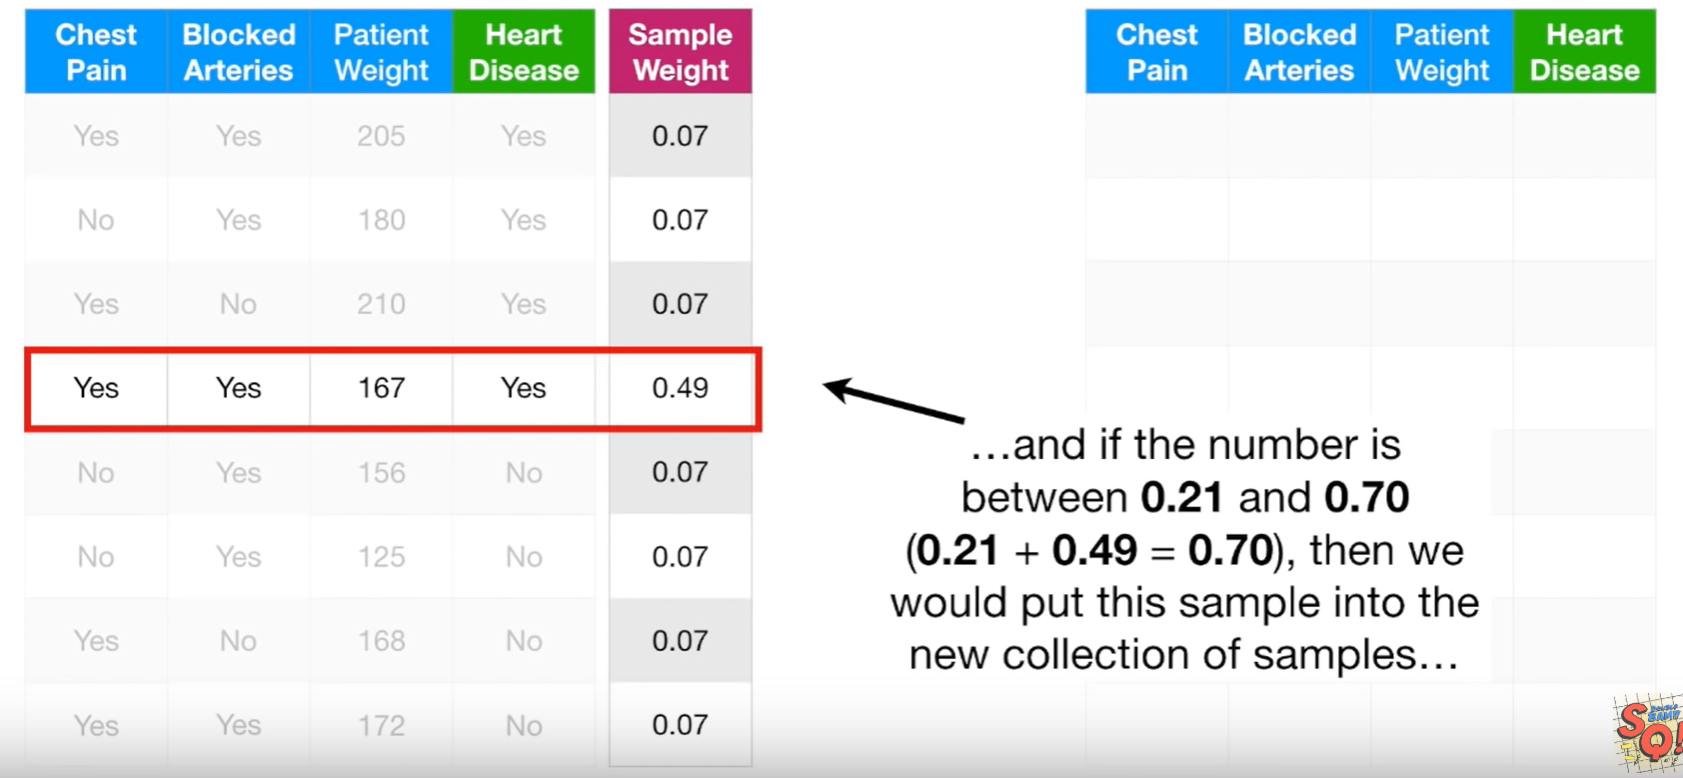 Chest Pain Blocked Arteries Patient Weight Heart Disease Sample Weight
Yes Yes 205 Yes 0.07
No Yes 180 Yes 0.07
Yes No 210 Yes 0.07
Yes Yes 167 Yes 0.49
No Yes 156 No 0.07
No Yes 125 No 0.07
Yes No 168 No 0.07
Yes Yes 172 No 0.07
Chest Pain Blocked Arteries Patient Weight Heart Disease
...and if the number is
between 0.21 and 0.70
(0.21 + 0.49 = 0.70), then we
would put this sample into the
new collection of samples...
SQ!